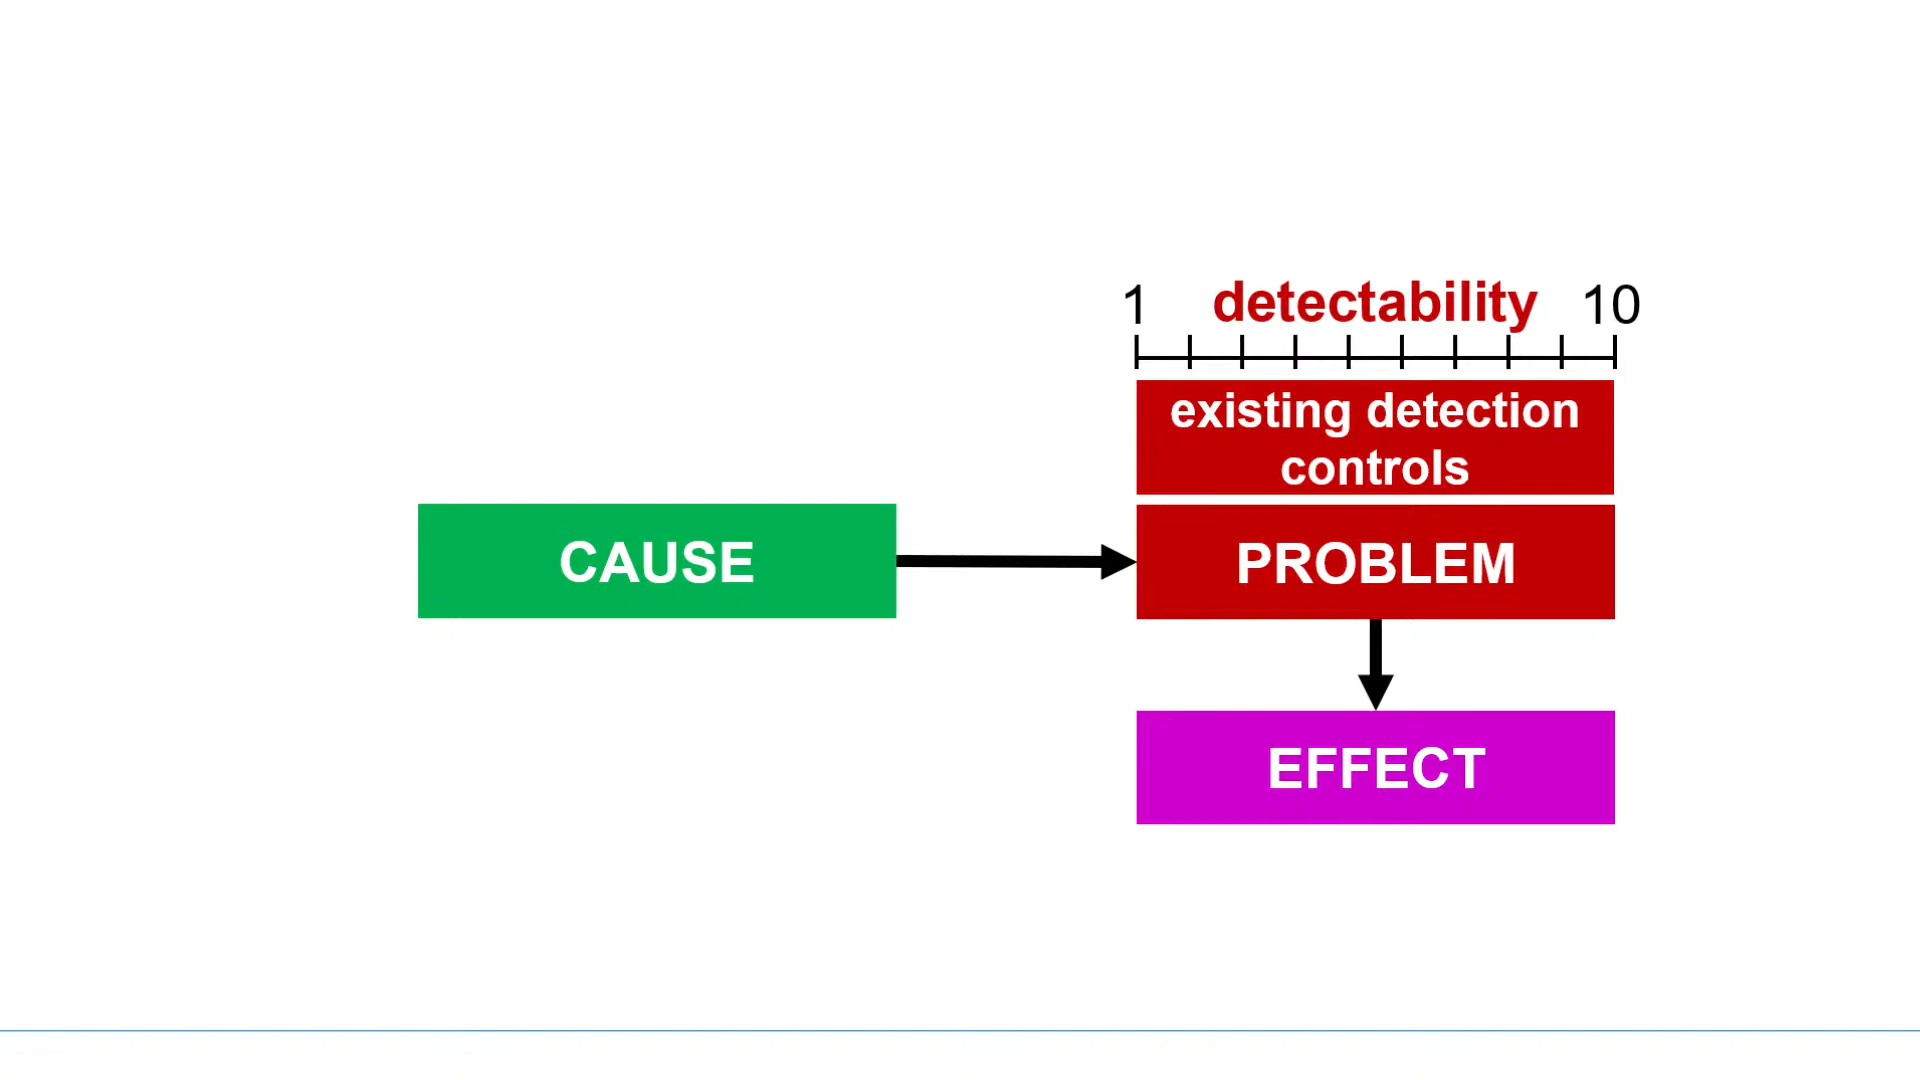 1 detectability 10
existing detection
controls
CAUSE
PROBLEM
EFFECT